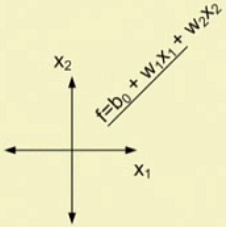 x₂
f=b₀ + w₁x₁ + w₂x₂
x₁